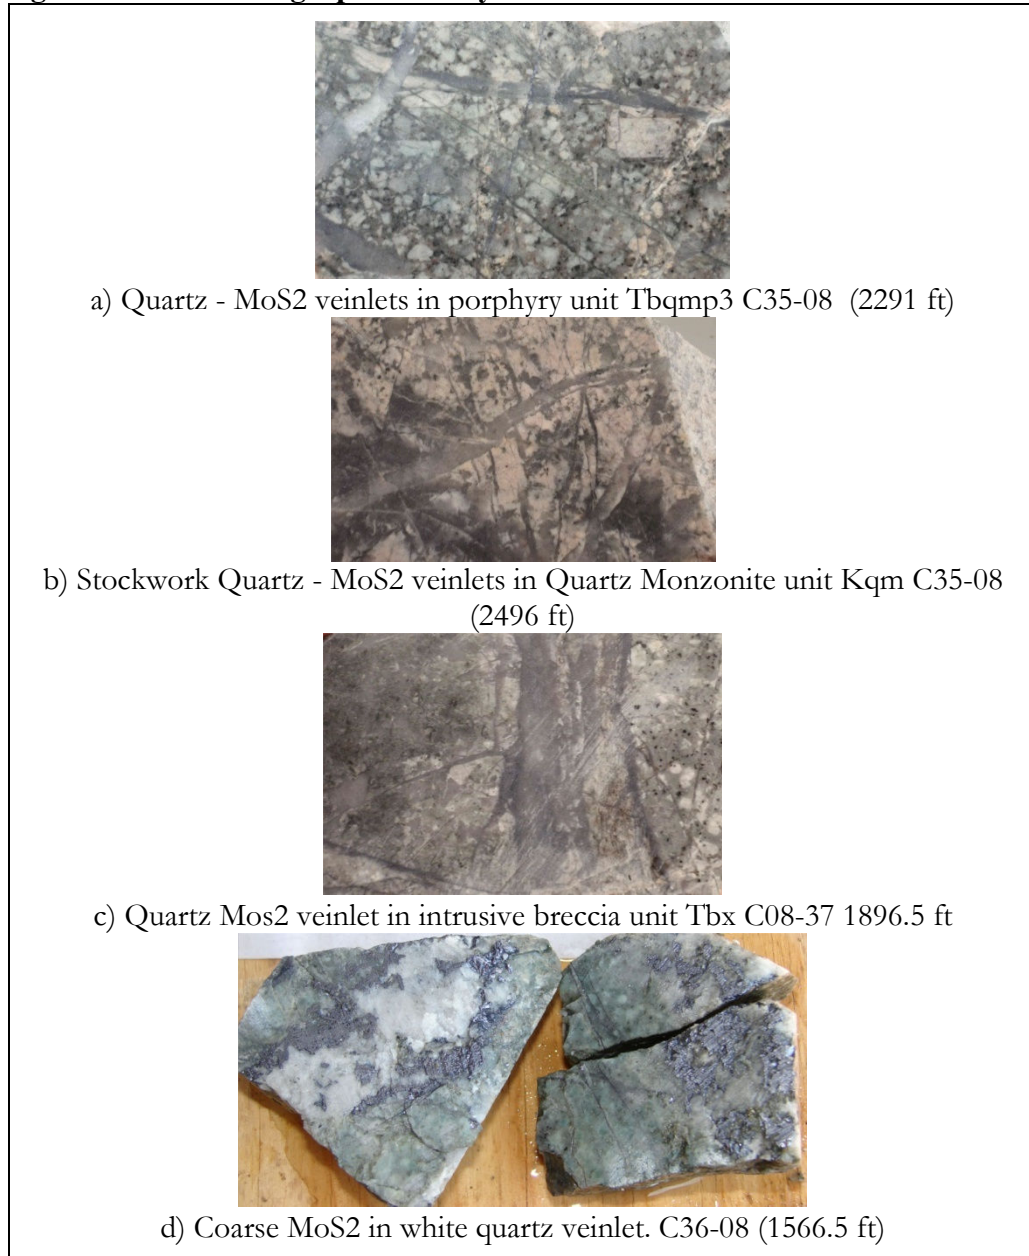 a) Quartz - MoS2 veinlets in porphyry unit Tbqmp3 C35-08 (2291 ft)
b) Stockwork Quartz - MoS2 veinlets in Quartz Monzonite unit Kqm C35-08
(2496 ft)
c) Quartz Mos2 veinlet in intrusive breccia unit Tbx C08-37 1896.5 ft
d) Coarse MoS2 in white quartz veinlet. C36-08 (1566.5 ft)